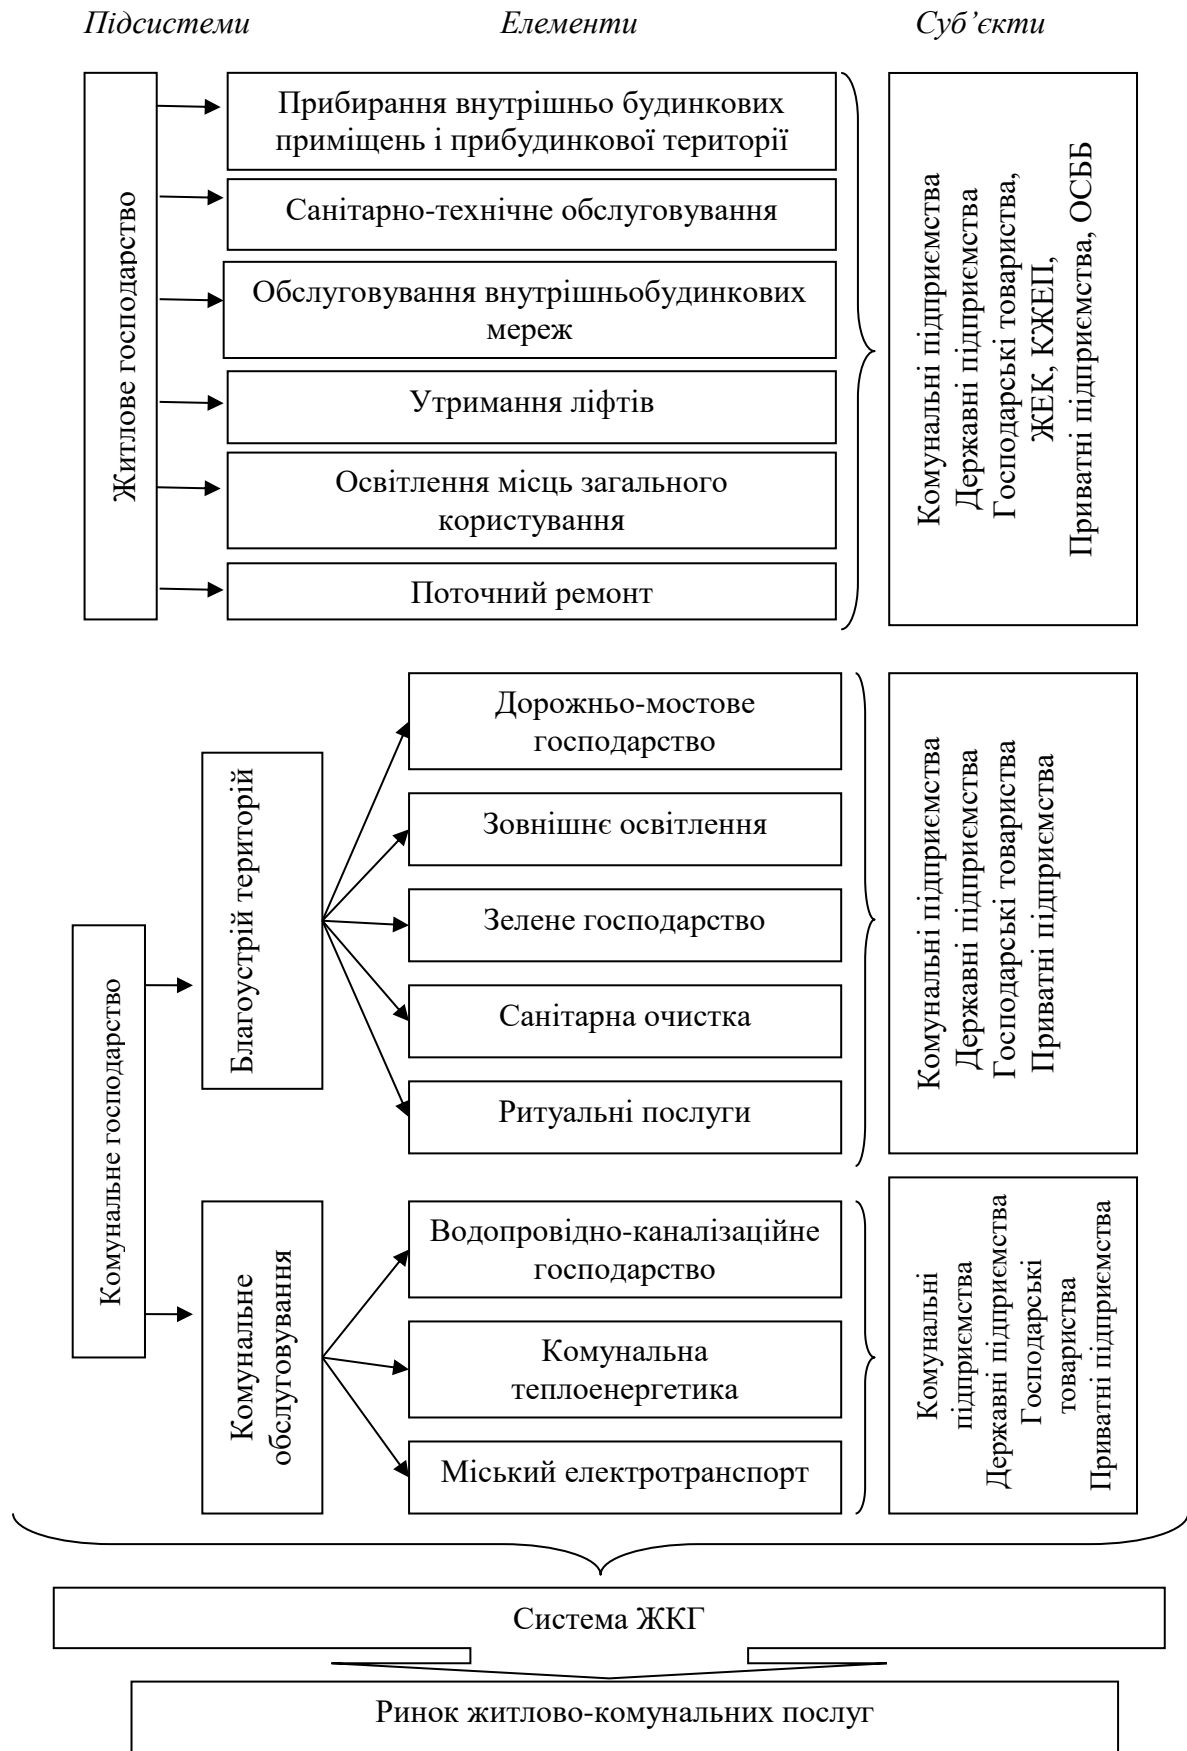 Підсистеми
Елементи
Суб’єкти
Житлове господарство
Прибирання внутрішньо будинкових
приміщень і прибудинкової території
Санітарно-технічне обслуговування
Обслуговування внутрішньобудинкових
мереж
Утримання ліфтів
Освітлення місць загального
користування
Поточний ремонт
Комунальні підприємства
Державні підприємства
Господарські товариства,
ЖЕК, КЖЕП,
Приватні підприємства, ОСББ
Комунальне господарство
Благоустрій територій
Дорожньо-мостове
господарство
Зовнішнє освітлення
Зелене господарство
Санітарна очистка
Ритуальні послуги
Комунальні підприємства
Державні підприємства
Господарські товариства
Приватні підприємства
Комунальне
обслуговування
Водопровідно-каналізаційне
господарство
Комунальна
теплоенергетика
Міський електротранспорт
Комунальні
підприємства
Державні підприємства
Господарські
товариства
Приватні підприємства
Система ЖКГ
Ринок житлово-комунальних послуг